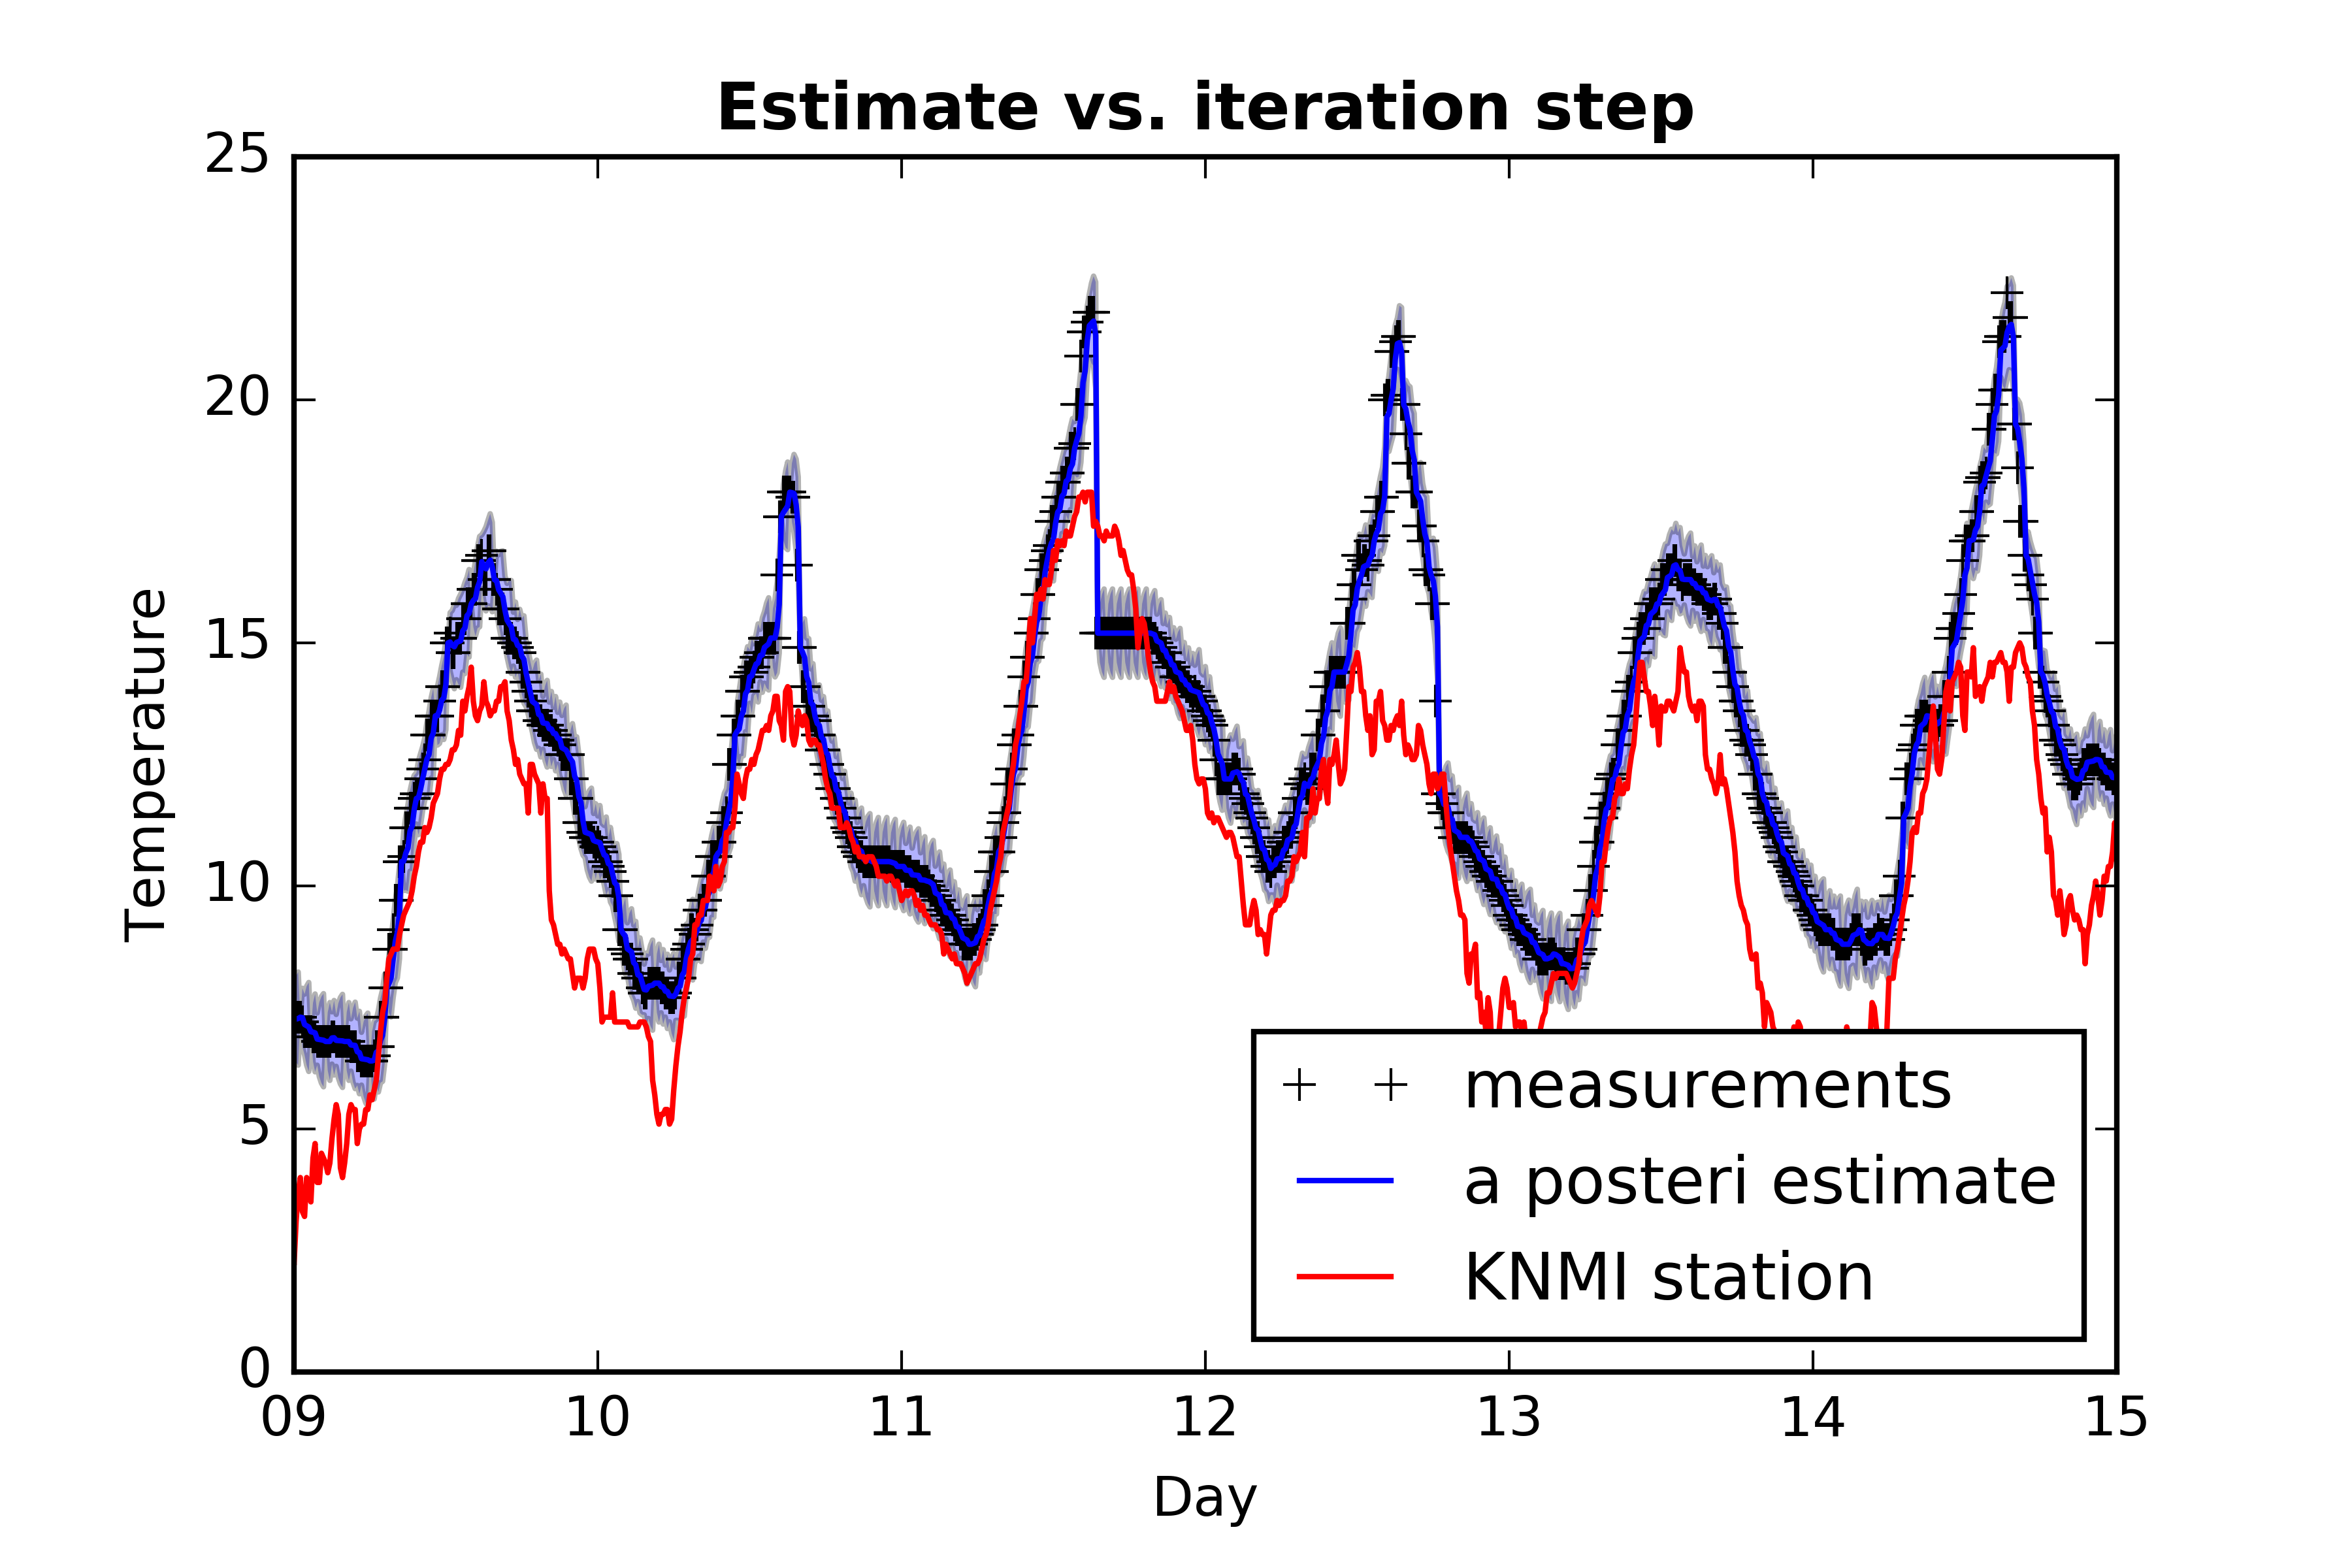 Estimate vs. iteration step
25
20
15
10
5
0
Temperature
09 10 11 12 13 14 15
Day
measurements
a posteri estimate
KNMI station